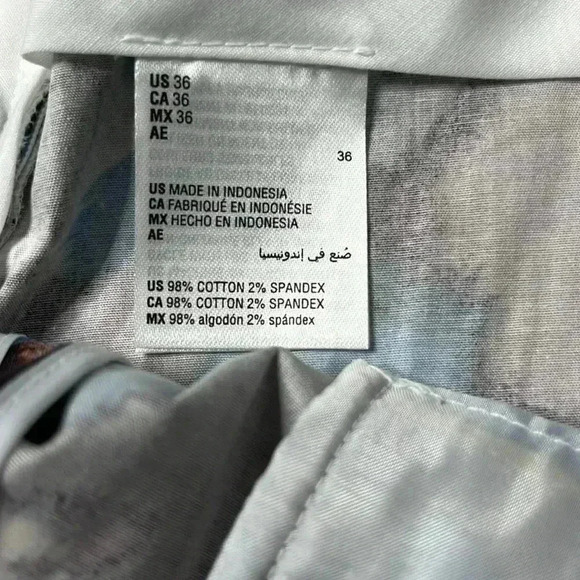 US 36
CA 36
MX 36
AE
36
US MADE IN INDONESIA
CA FABRIQUÉ EN INDONÉSIE
MX HECHO EN INDONESIA
AE
صُنع في إندونيسيا
US 98% COTTON 2% SPANDEX
CA 98% COTTON 2% SPANDEX
MX 98% algodón 2% spándex